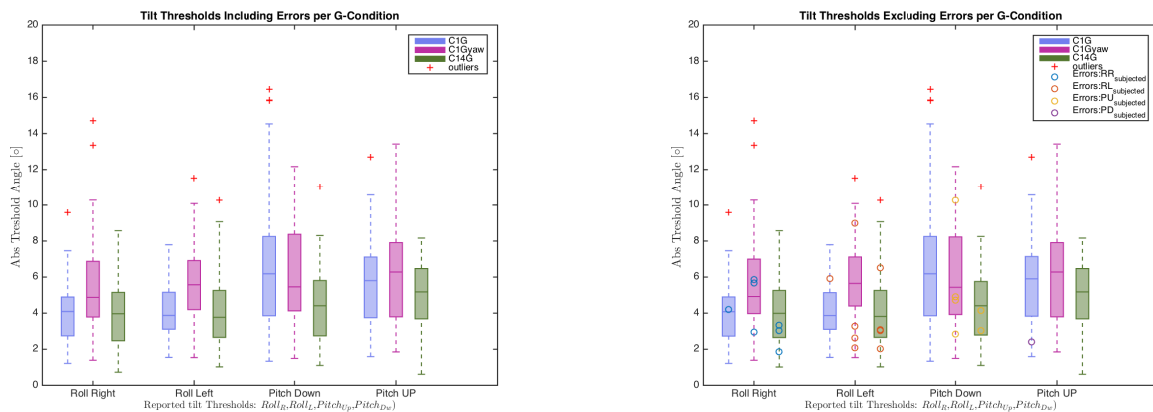 Tilt Thresholds Including Errors per G-Condition
20
18
16
14
12
10
8
6
4
2
0
Abs Treshold Angle [○]
C1G
C1Gyaw
C14G
outliers
Roll Right Roll Left Pitch Down Pitch UP
Reported tilt Thresholds: Roll_R,Roll_L,Pitch_Up,Pitch_Dw)
Tilt Thresholds Excluding Errors per G-Condition
20
18
16
14
12
10
8
6
4
2
0
Abs Treshold Angle [○]
C1G
C1Gyaw
C14G
outliers
Errors:RR_subjected
Errors:RL_subjected
Errors:PU_subjected
Errors:PD_subjected
Roll Right Roll Left Pitch Down Pitch UP
Reported tilt Thresholds: Roll_R,Roll_L,Pitch_Up,Pitch_Dw)